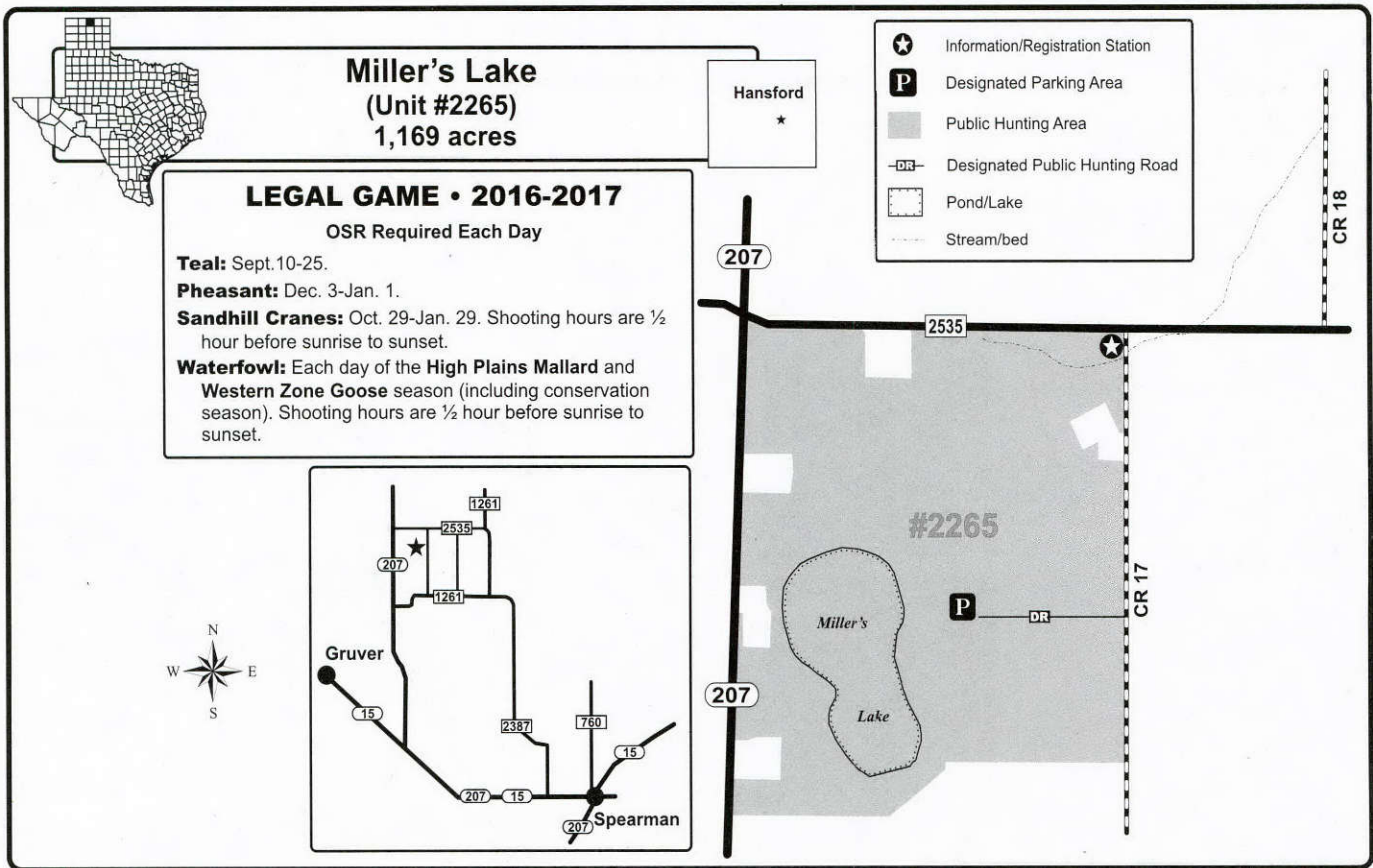 Miller's Lake
(Unit #2265)
1,169 acres
Hansford
LEGAL GAME • 2016-2017
OSR Required Each Day
Teal: Sept.10-25.
Pheasant: Dec. 3-Jan. 1.
Sandhill Cranes: Oct. 29-Jan. 29. Shooting hours are ½
hour before sunrise to sunset.
Waterfowl: Each day of the High Plains Mallard and
Western Zone Goose season (including conservation
season). Shooting hours are ½ hour before sunrise to
sunset.
Information/Registration Station
P Designated Parking Area
Public Hunting Area
DR Designated Public Hunting Road
Pond/Lake
Stream/bed
CR 18
207
2535
#2265
Miller's
Lake
P
DR
CR 17
207
1261
2535
207
1261
Gruver
15
2387
760
15
207
15
Spearman
207
N
W
E
S